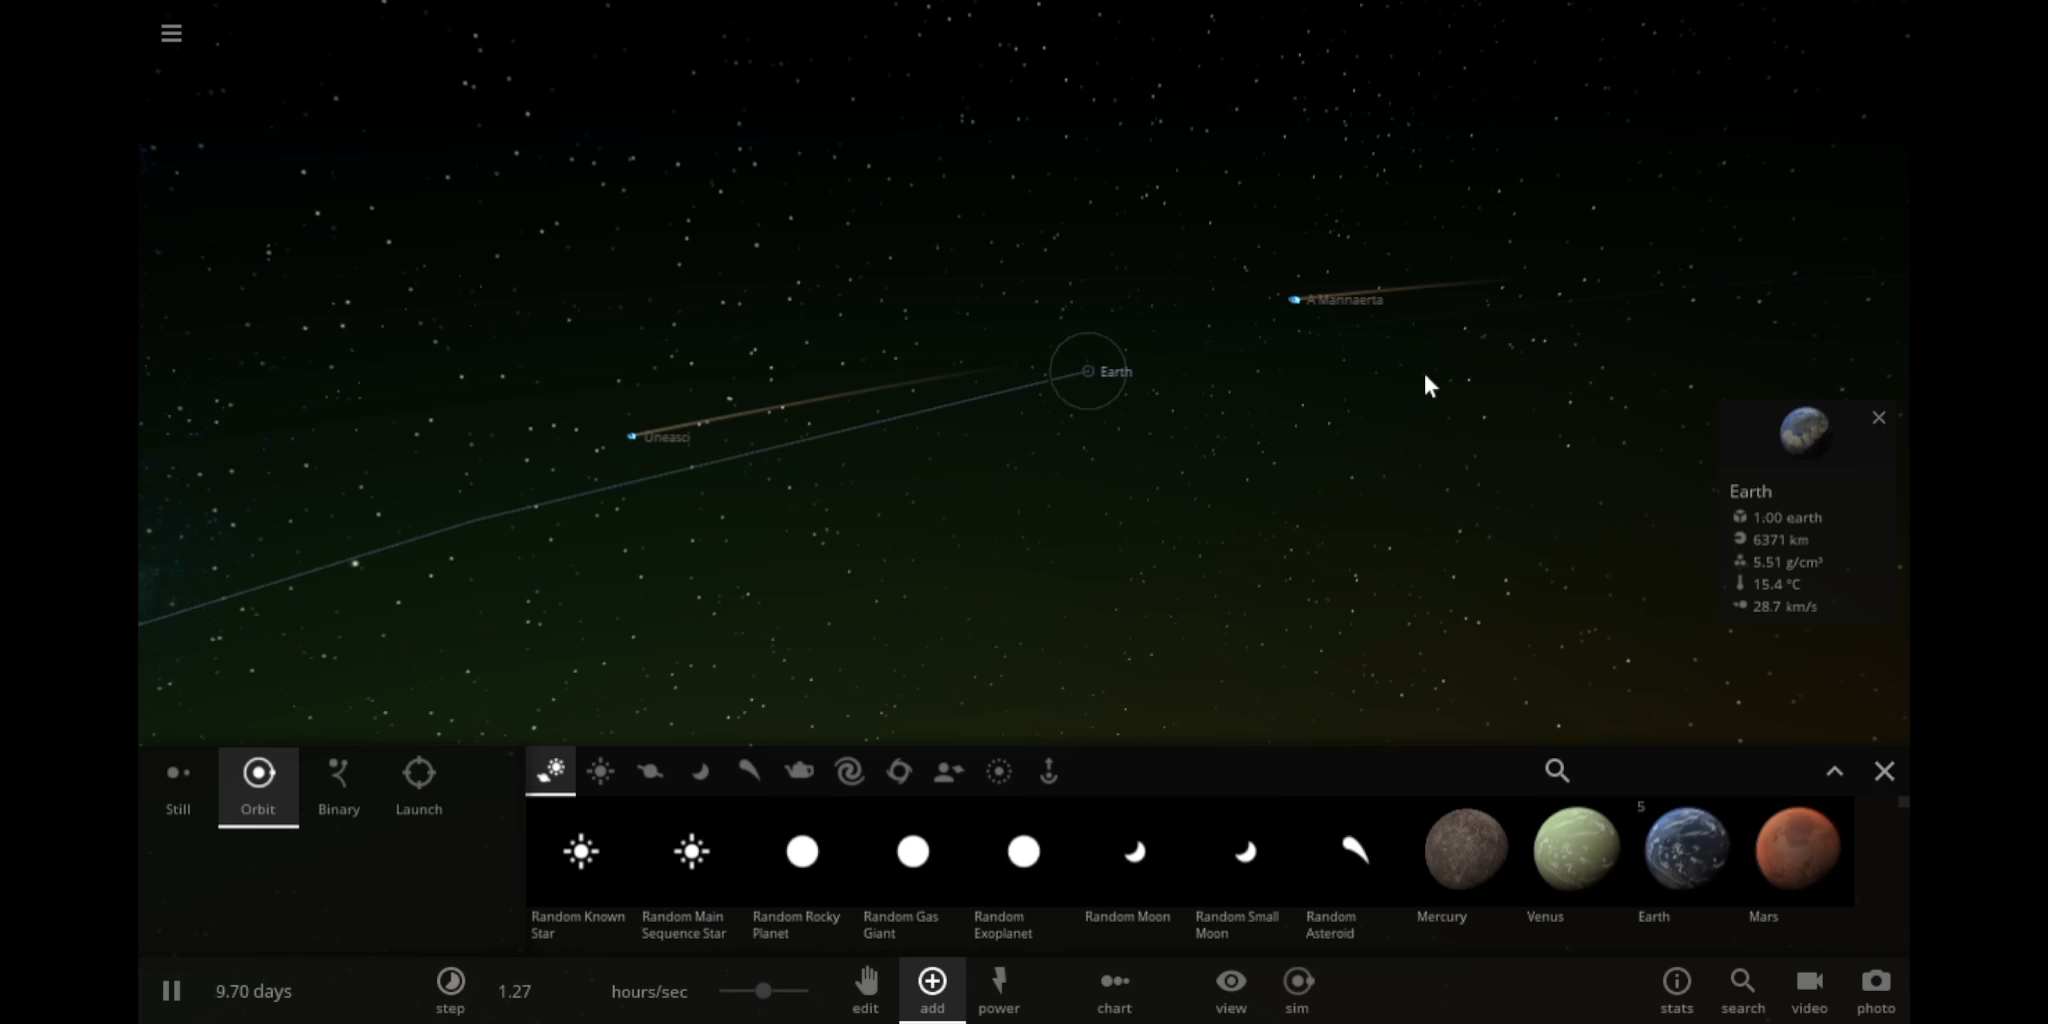 A Mannaerta
Earth
Uneasci
Earth
1.00 earth
6371 km
5.51 g/cm³
15.4 °C
28.7 km/s
Still
Orbit
Binary
Launch
5
Random Known
Star
Random Main
Sequence Star
Random Rocky
Planet
Random Gas
Giant
Random
Exoplanet
Random Moon
Random Small
Moon
Random
Asteroid
Mercury
Venus
Earth
Mars
9.70 days
step
1.27
hours/sec
edit
add
power
chart
view
sim
stats
search
video
photo